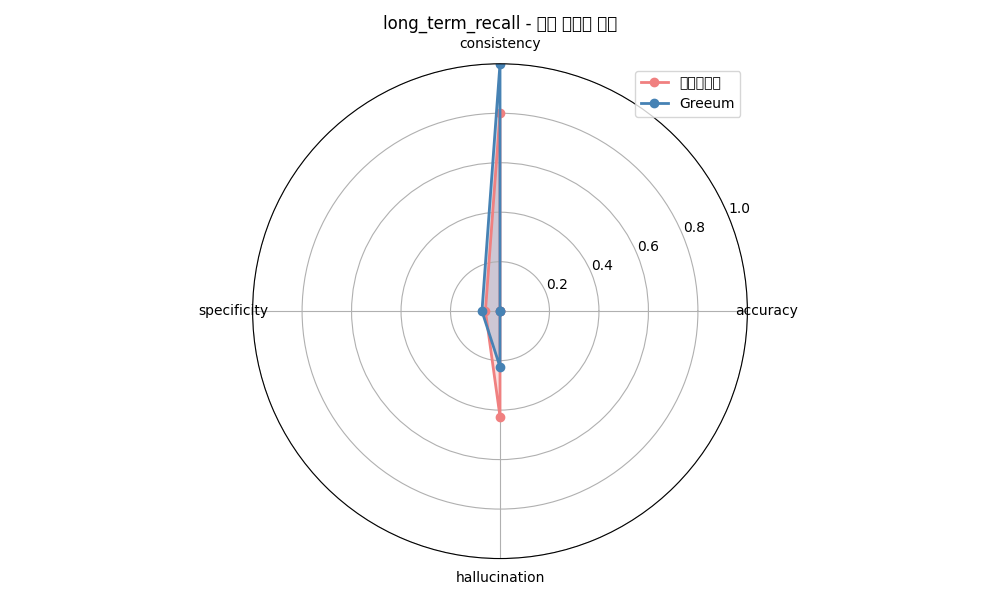 long_term_recall -
consistency
Greeum
1.0
0.8
0.6
0.4
0.2
specificity
accuracy
hallucination